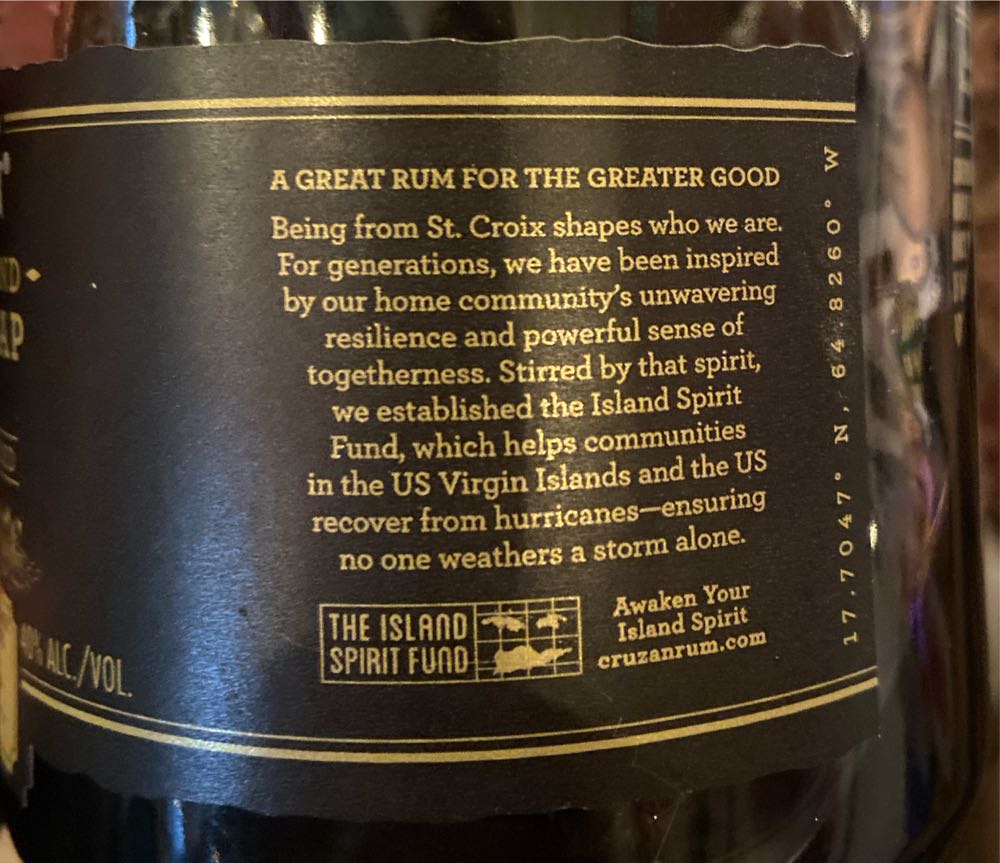 A GREAT RUM FOR THE GREATER GOOD
Being from St. Croix shapes who we are.
For generations, we have been inspired
by our home community's unwavering
resilience and powerful sense of
togetherness. Stirred by that spirit,
we established the Island Spirit
Fund, which helps communities
in the US Virgin Islands and the US
recover from hurricanes—ensuring
no one weathers a storm alone.
THE ISLAND
SPIRIT FUND
Awaken Your
Island Spirit
cruzanrum.com
17.7047° N, 64.8260° W
ALC./VOL.